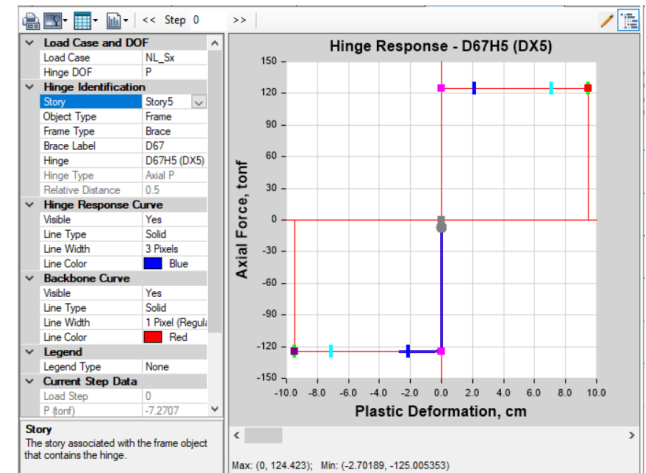 << Step 0 >>
Load Case and DOF
Load Case NL_Sx
Hinge DOF P
Hinge Identification
Story Story5
Object Type Frame
Frame Type Brace
Brace Label D67
Hinge D67H5 (DX5)
Hinge Type Axial P
Relative Distance 0.5
Hinge Response Curve
Visible Yes
Line Type Solid
Line Width 3 Pixels
Line Color Blue
Backbone Curve
Visible Yes
Line Type Solid
Line Width 1 Pixel (Regula
Line Color Red
Legend
Legend Type None
Current Step Data
Load Step 0
P (tonf) -7.2707
Story
The story associated with the frame object
that contains the hinge.
Hinge Response - D67H5 (DX5)
Axial Force, tonf
150
120
90
60
30
0
-30
-60
-90
-120
-150
-10.0 -8.0 -6.0 -4.0 -2.0 0.0 2.0 4.0 6.0 8.0 10.0
Plastic Deformation, cm
Max: (0, 124.423); Min: (-2.70189, -125.005353)